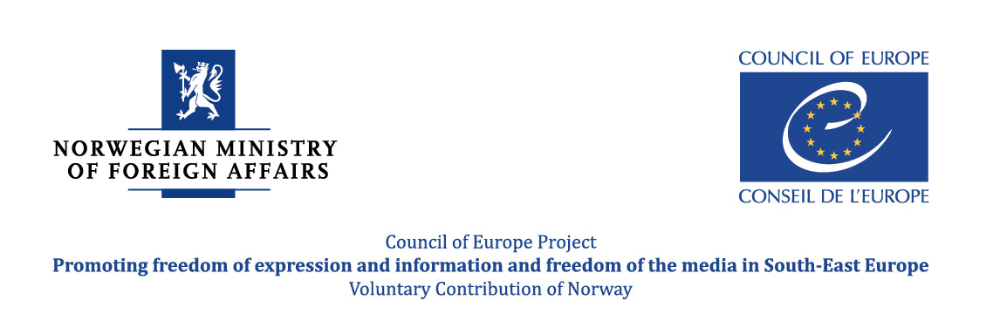 NORWEGIAN MINISTRY
OF FOREIGN AFFAIRS
COUNCIL OF EUROPE
CONSEIL DE L'EUROPE
Council of Europe Project
Promoting freedom of expression and information and freedom of the media in South-East Europe
Voluntary Contribution of Norway